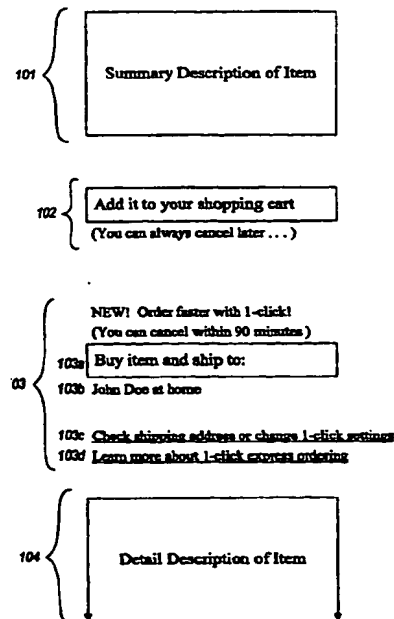 101 Summary Description of Item
102 Add it to your shopping cart
(You can always cancel later . . . )
NEW! Order faster with 1-click!
(You can cancel within 90 minutes )
103a Buy item and ship to:
03
103b John Doe at home
103c Check shipping address or change 1-click settings
103d Learn more about 1-click express ordering
104 Detail Description of Item